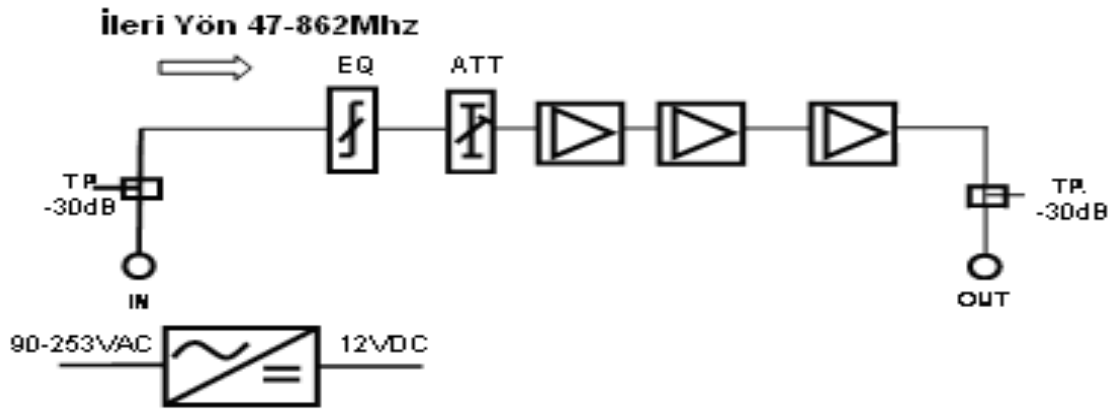 İleri Yön 47-862Mhz
EQ
ATT
TP.
-30dB
TP.
-30dB
IN
OUT
90-253VAC
12VDC